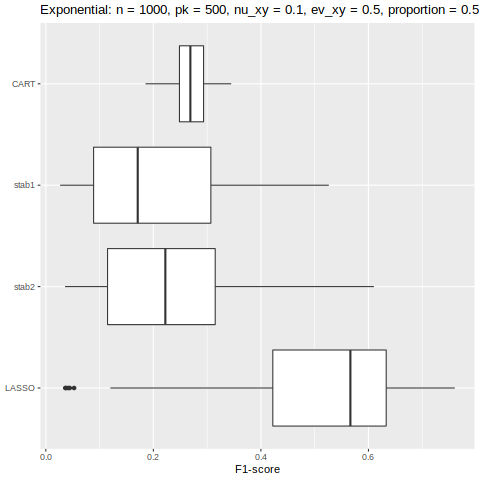 Exponential: n = 1000, pk = 500, nu_xy = 0.1, ev_xy = 0.5, proportion = 0.5
CART
stab1
stab2
LASSO
0.0 0.2 0.4 0.6
F1-score